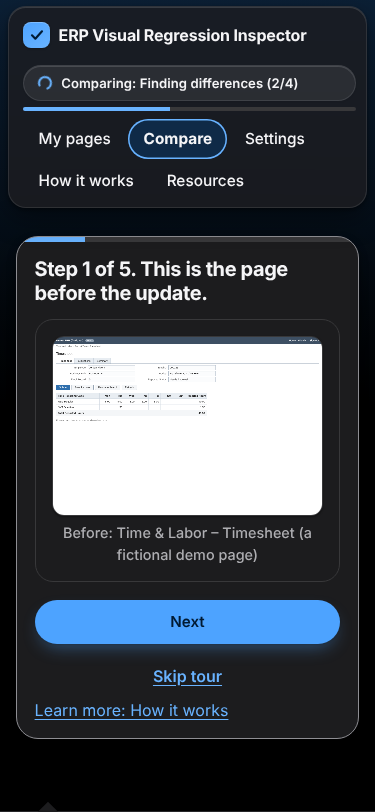 ERP Visual Regression Inspector
Comparing: Finding differences (2/4)
My pages
Compare
Settings
How it works
Resources
Step 1 of 5. This is the page
before the update.
Before: Time & Labor – Timesheet (a
fictional demo page)
Next
Skip tour
Learn more: How it works